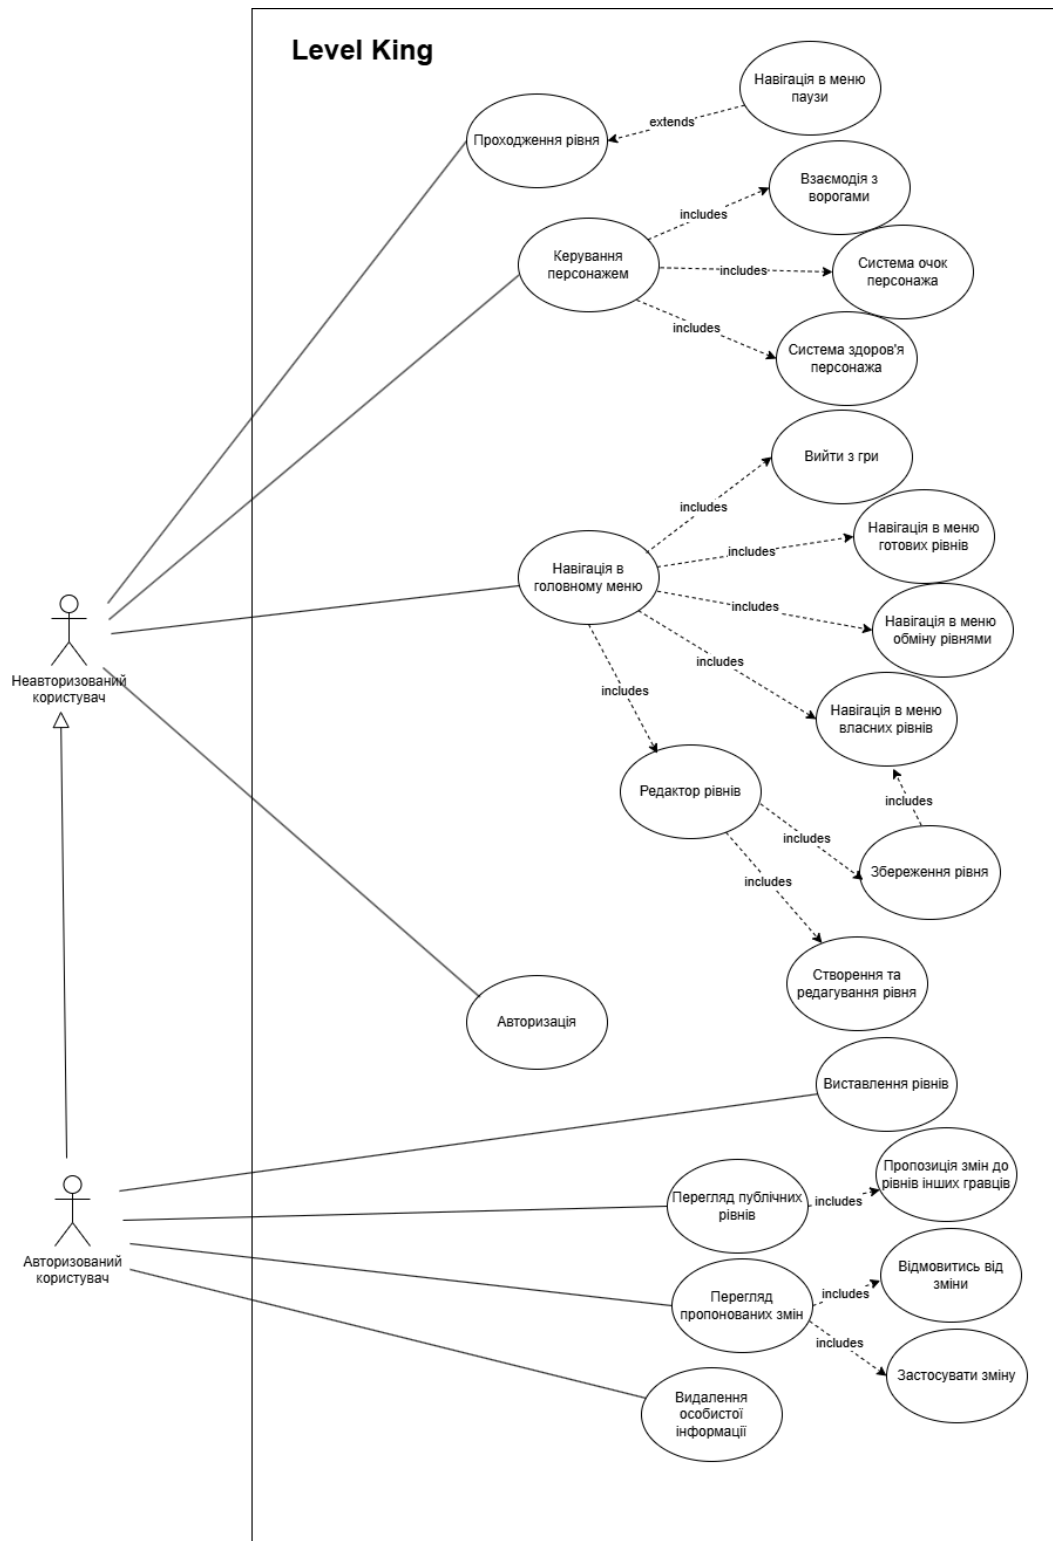 Level King
Навігація в меню
паузи
extends
Проходження рівня
Взаємодія з
ворогами
includes
Керування
персонажем
includes
Система очок
персонажа
includes
Система здоров'я
персонажа
Вийти з гри
includes
Навігація в меню
готових рівнів
includes
Навігація в
головному меню
includes
Навігація в меню
обміну рівнями
includes
Неавторизований
користувач
includes
Навігація в меню
власних рівнів
Редактор рівнів
includes
includes
Збереження рівня
includes
Створення та
редагування рівня
Авторизація
Виставлення рівнів
Пропозиція змін до
рівнів інших гравців
Перегляд публічних
рівнів
includes
Авторизований
користувач
Відмовитись від
зміни
includes
Перегляд
пропонованих змін
includes
Застосувати зміну
Видалення
особистої
інформації